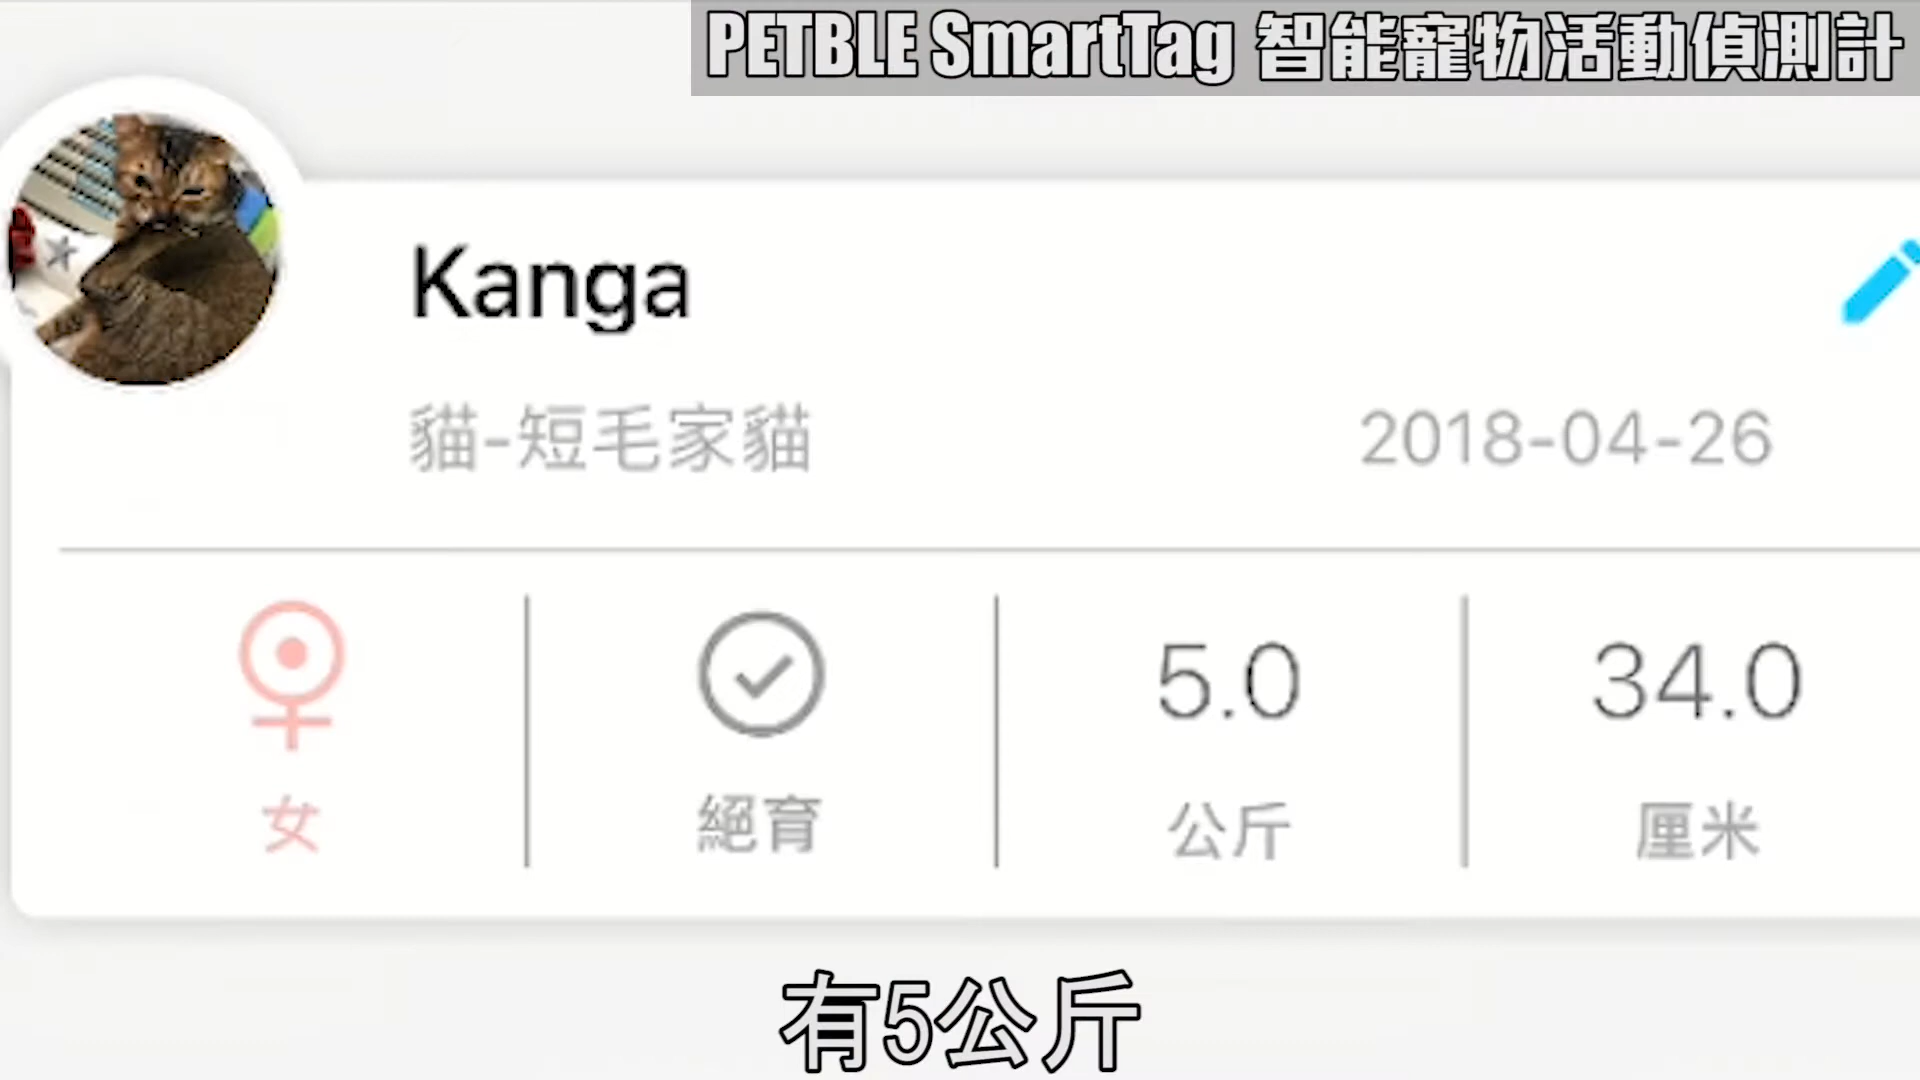 PETBLE SmartTag 智能寵物活動偵測計
Kanga
貓-短毛家貓
2018-04-26
5.0
34.0
女
絕育
公斤
厘米
有5公斤